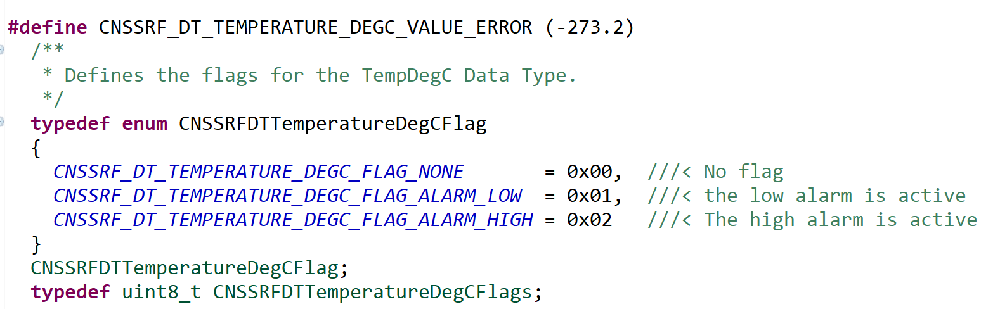 #define CNSSRF_DT_TEMPERATURE_DEGC_VALUE_ERROR (-273.2)
/**
* Defines the flags for the TempDegC Data Type.
*/
typedef enum CNSSRFDTTemperatureDegCFlag
{
CNSSRF_DT_TEMPERATURE_DEGC_FLAG_NONE = 0x00, ///< No flag
CNSSRF_DT_TEMPERATURE_DEGC_FLAG_ALARM_LOW = 0x01, ///< the low alarm is active
CNSSRF_DT_TEMPERATURE_DEGC_FLAG_ALARM_HIGH = 0x02 ///< The high alarm is active
}
CNSSRFDTTemperatureDegCFlag;
typedef uint8_t CNSSRFDTTemperatureDegCFlags;